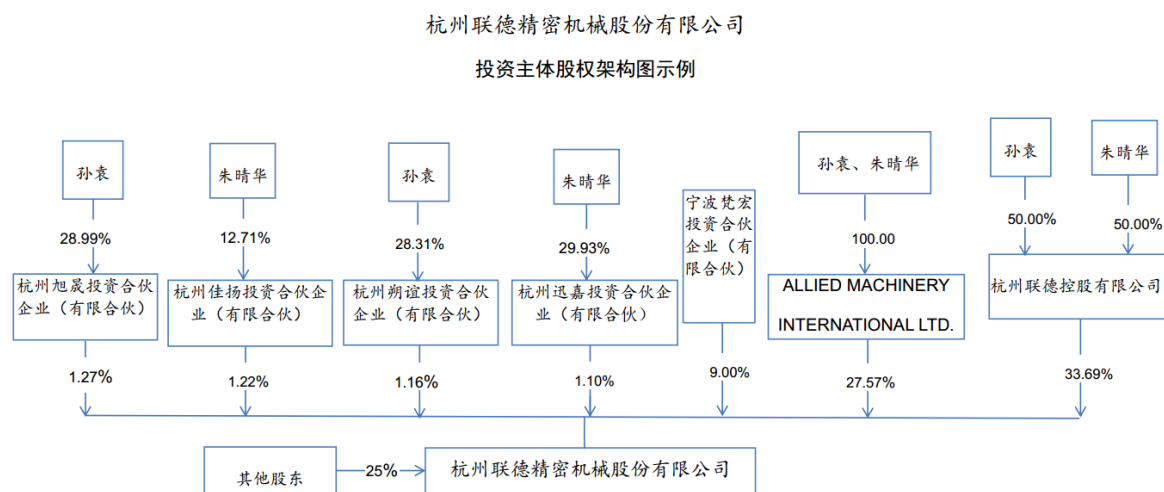 杭州联德精密机械股份有限公司
投资主体股权架构图示例
孙袁
朱晴华
孙袁
朱晴华
孙袁、朱晴华
孙袁
朱晴华
28.99%
12.71%
28.31%
29.93%
100.00
50.00%
50.00%
杭州旭晟投资合伙
企业（有限合伙）
杭州佳扬投资合伙企
业（有限合伙）
杭州朔谊投资合伙
企业（有限合伙）
杭州迅嘉投资合伙企
业（有限合伙）
宁波梵宏
投资合伙
企业（有
限合伙）
ALLIED MACHINERY
INTERNATIONAL LTD.
杭州联德控股有限公司
1.27%
1.22%
1.16%
1.10%
9.00%
27.57%
33.69%
其他股东
25%
杭州联德精密机械股份有限公司